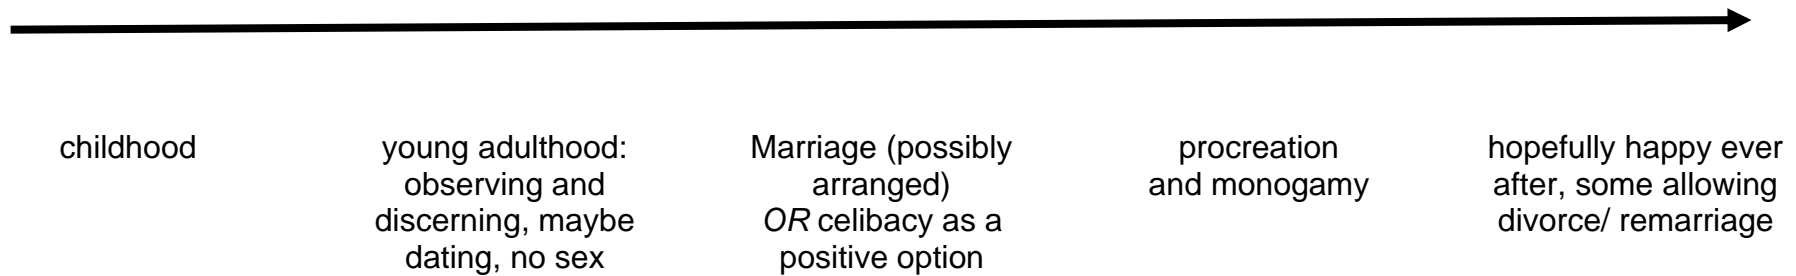 childhood
young adulthood:
observing and
discerning, maybe
dating, no sex
Marriage (possibly
arranged)
OR celibacy as a
positive option
procreation
and monogamy
hopefully happy ever
after, some allowing
divorce/ remarriage